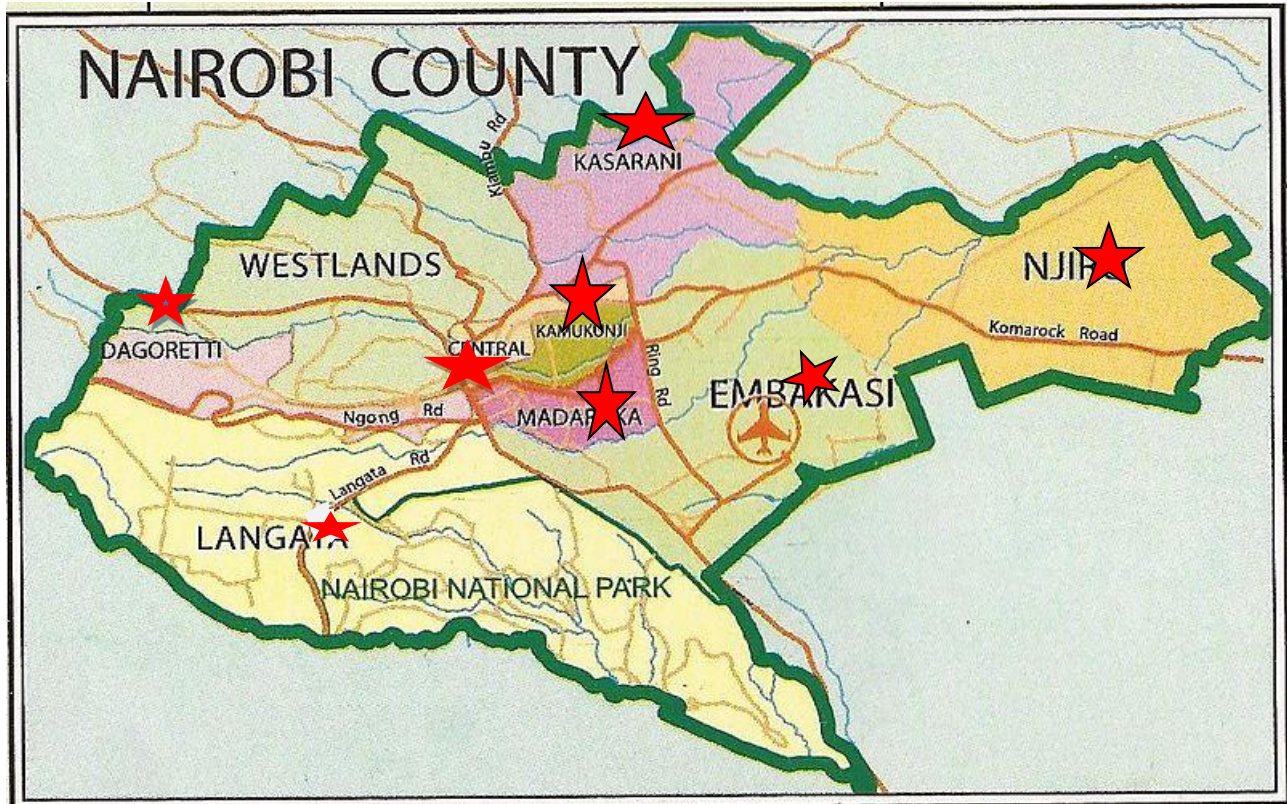 NAIROBI COUNTY
Kiambu Rd
KASARANI
WESTLANDS
NJIRU
KAMUKUNJI
Komarock Road
DAGORETTI
CENTRAL
Ring Rd
EMBAKASI
Ngong Rd
MADARAKA
Langata Rd
LANGATA
NAIROBI NATIONAL PARK